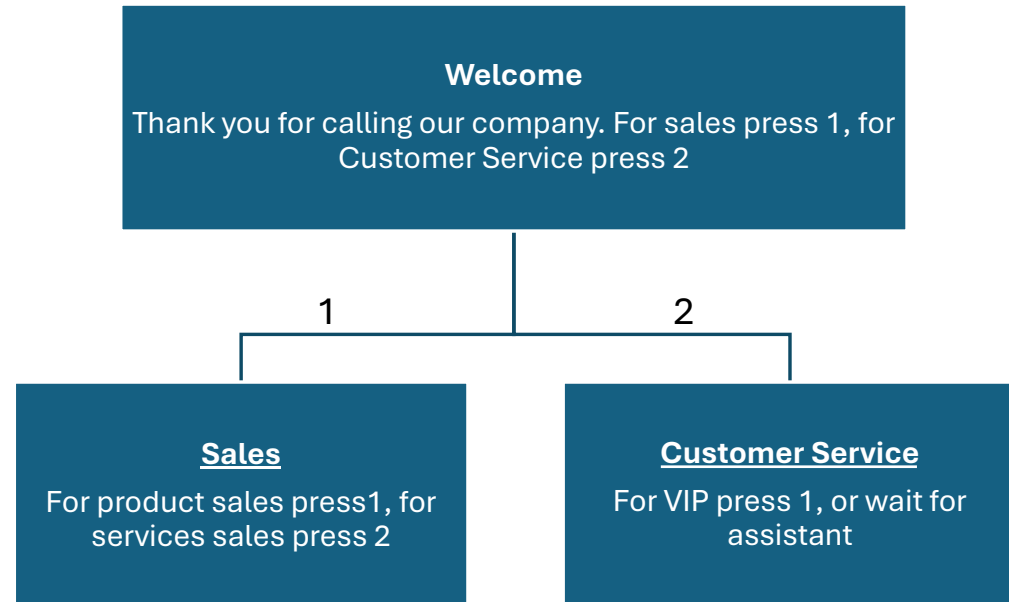 Welcome
Thank you for calling our company. For sales press 1, for
Customer Service press 2
1
2
Sales
For product sales press1, for
services sales press 2
Customer Service
For VIP press 1, or wait for
assistant